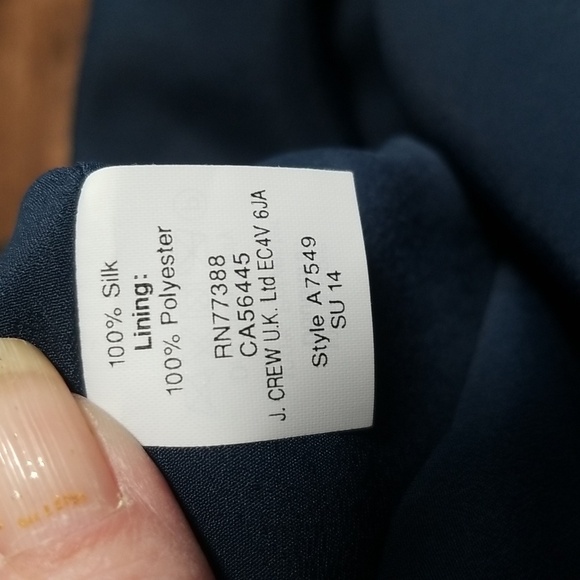 100% Silk
Lining:
100% Polyester
RN77388
CA56445
J. CREW U.K. Ltd EC4V 6JA
Style A7549
SU 14